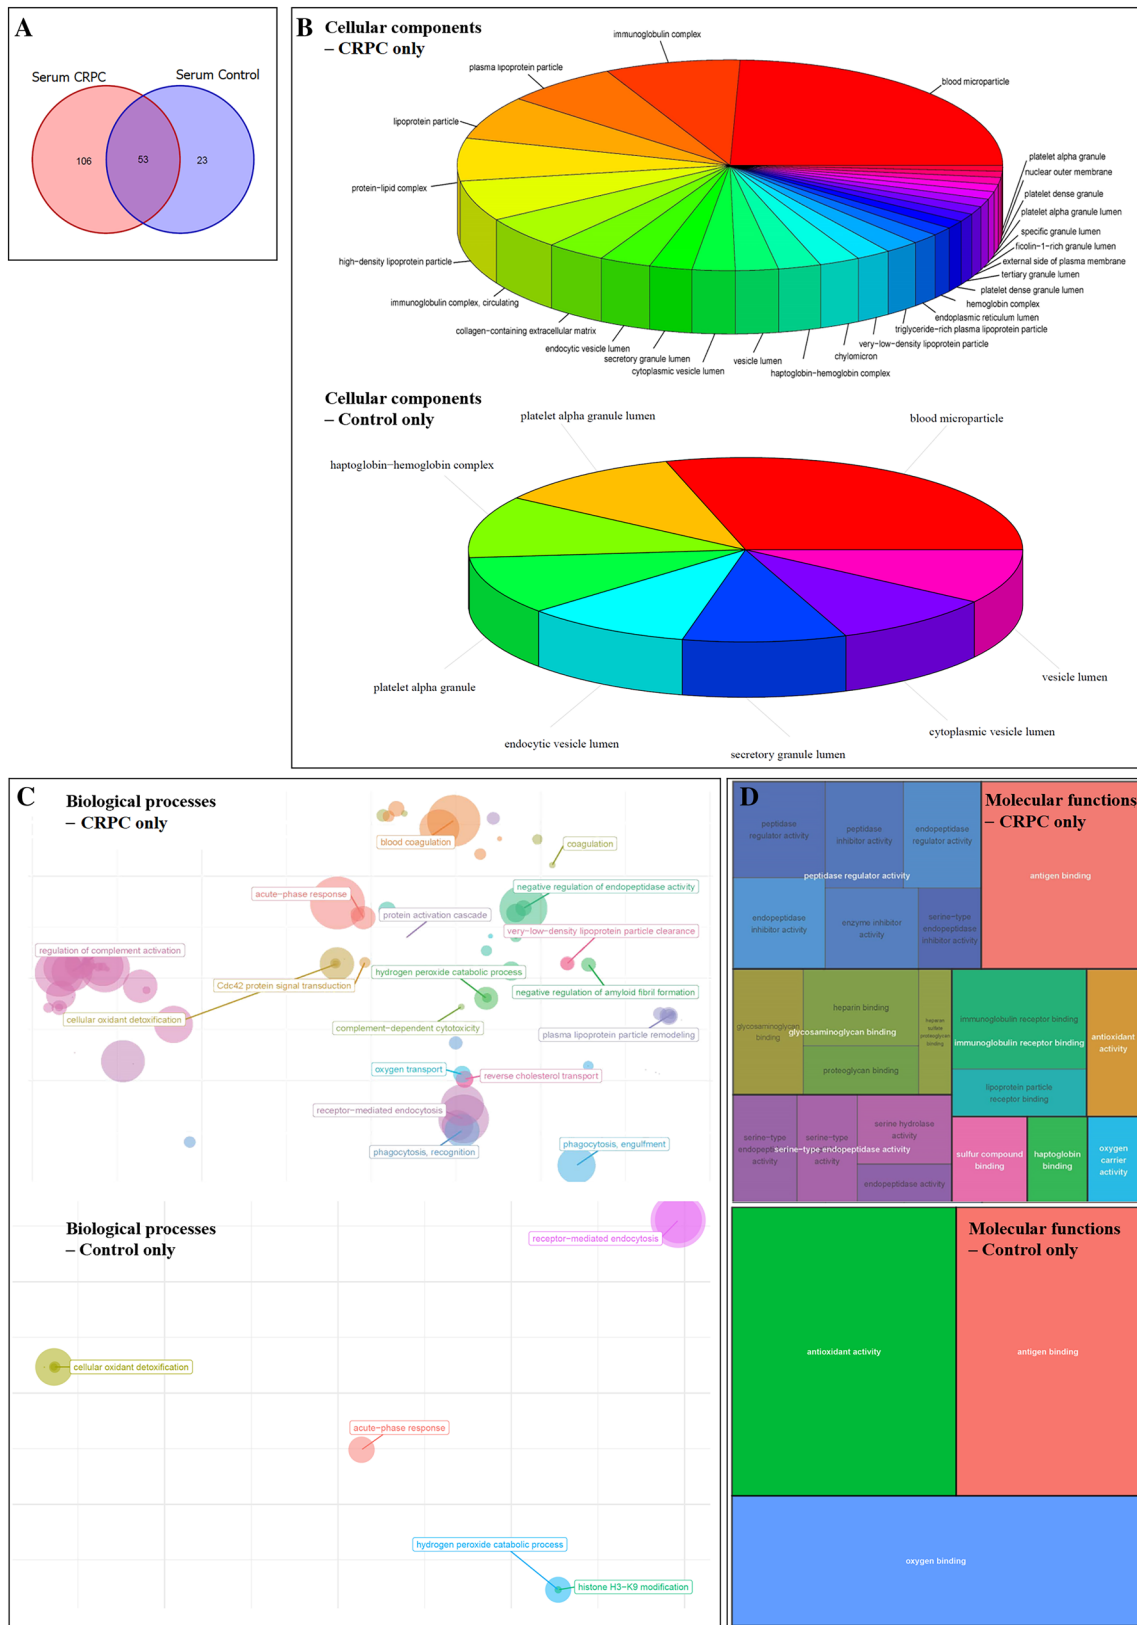 A
Serum CRPC
Serum Control
106
53
23
B
Cellular components
– CRPC only
immunoglobulin complex
plasma lipoprotein particle
blood microparticle
lipoprotein particle
protein−lipid complex
high−density lipoprotein particle
immunoglobulin complex, circulating
collagen−containing extracellular matrix
endocytic vesicle lumen
secretory granule lumen
cytoplasmic vesicle lumen
vesicle lumen
haptoglobin−hemoglobin complex
chylomicron
very−low−density lipoprotein particle
triglyceride−rich plasma lipoprotein particle
endoplasmic reticulum lumen
hemoglobin complex
platelet dense granule lumen
tertiary granule lumen
external side of plasma membrane
ficolin−1−rich granule lumen
specific granule lumen
platelet alpha granule lumen
platelet dense granule
nuclear outer membrane
platelet alpha granule
Cellular components
– Control only
platelet alpha granule lumen
blood microparticle
haptoglobin−hemoglobin complex
platelet alpha granule
endocytic vesicle lumen
secretory granule lumen
cytoplasmic vesicle lumen
vesicle lumen
C
Biological processes
– CRPC only
blood coagulation
coagulation
acute−phase response
negative regulation of endopeptidase activity
protein activation cascade
very−low−density lipoprotein particle clearance
regulation of complement activation
hydrogen peroxide catabolic process
Cdc42 protein signal transduction
negative regulation of amyloid fibril formation
cellular oxidant detoxification
complement−dependent cytotoxicity
plasma lipoprotein particle remodeling
oxygen transport
reverse cholesterol transport
receptor−mediated endocytosis
phagocytosis, recognition
phagocytosis, engulfment
Biological processes
– Control only
receptor−mediated endocytosis
cellular oxidant detoxification
acute−phase response
hydrogen peroxide catabolic process
histone H3−K9 modification
D
Molecular functions
– CRPC only
peptidase
regulator activity
peptidase
inhibitor activity
endopeptidase
regulator activity
peptidase regulator activity
endopeptidase
inhibitor activity
enzyme inhibitor
activity
serine−type
endopeptidase
inhibitor activity
antigen binding
glycosaminoglycan
binding
heparin binding
glycosaminoglycan binding
proteoglycan binding
heparan
sulfate
proteoglycan
binding
immunoglobulin receptor binding
immunoglobulin receptor binding
lipoprotein particle
receptor binding
antioxidant
activity
serine−type
endopeptidase
activity
serine−type
activity
serine hydrolase
activity
serine−type endopeptidase activity
endopeptidase activity
sulfur compound
binding
haptoglobin
binding
oxygen
carrier
activity
Molecular functions
– Control only
antioxidant activity
antigen binding
oxygen binding